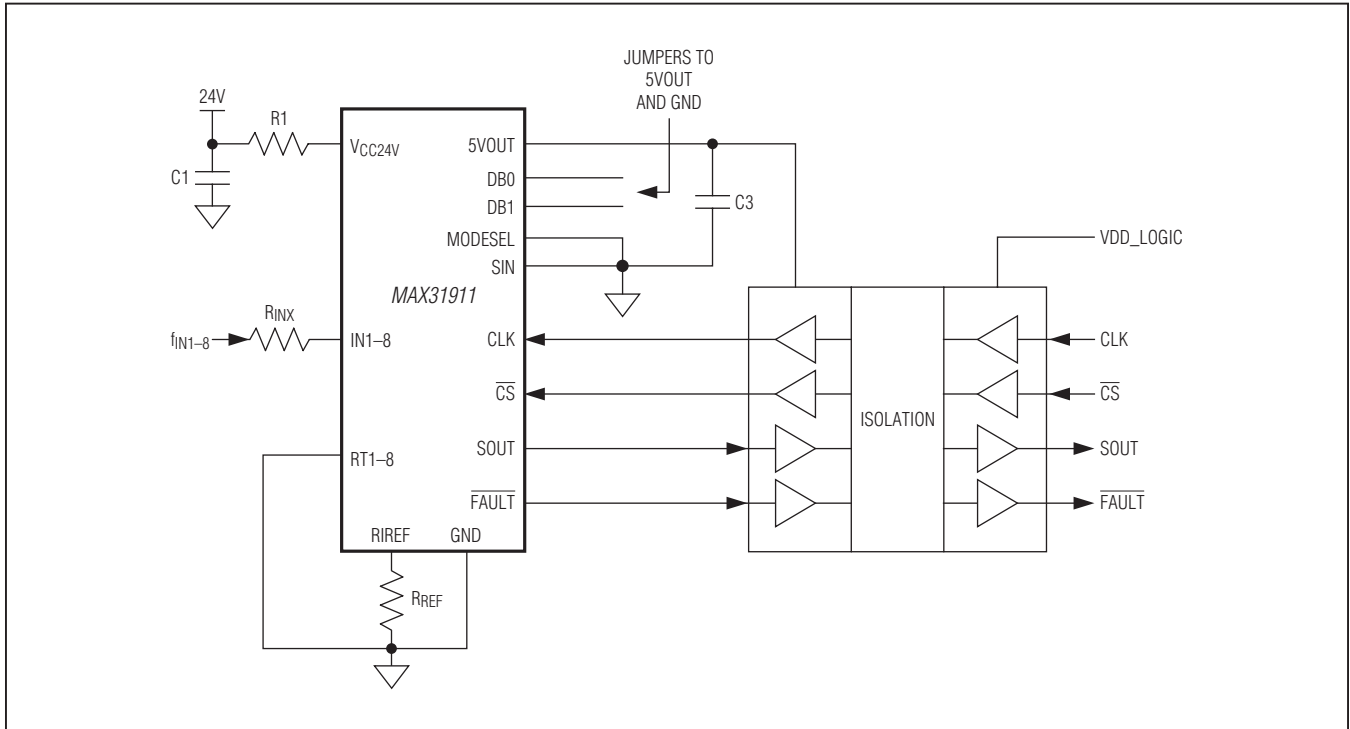 JUMPERS TO
5VOUT
AND GND
24V
R1
C1
VCC24V
5VOUT
DB0
DB1
C3
MODESEL
SIN
VDD_LOGIC
MAX31911
RINX
fIN1–8
IN1–8
CLK
CLK
CS
CS
ISOLATION
SOUT
SOUT
RT1–8
FAULT
FAULT
RIREF
GND
RREF